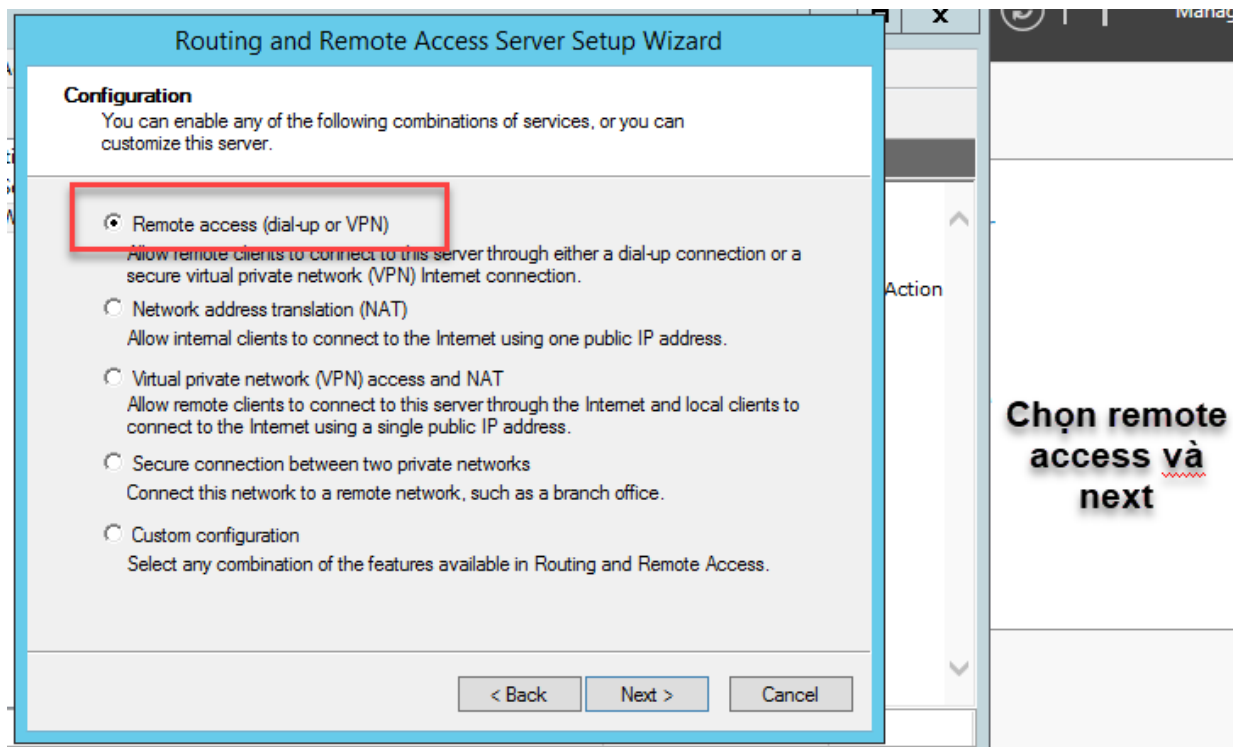 Routing and Remote Access Server Setup Wizard
x
Configuration
You can enable any of the following combinations of services, or you can
customize this server.
Remote access (dial-up or VPN)
Allow remote clients to connect to this server through either a dial-up connection or a
secure virtual private network (VPN) Internet connection.
Action
Network address translation (NAT)
Allow internal clients to connect to the Internet using one public IP address.
Virtual private network (VPN) access and NAT
Allow remote clients to connect to this server through the Internet and local clients to
connect to the Internet using a single public IP address.
Secure connection between two private networks
Connect this network to a remote network, such as a branch office.
Custom configuration
Select any combination of the features available in Routing and Remote Access.
< Back
Next >
Cancel
Chọn remote
access và
next